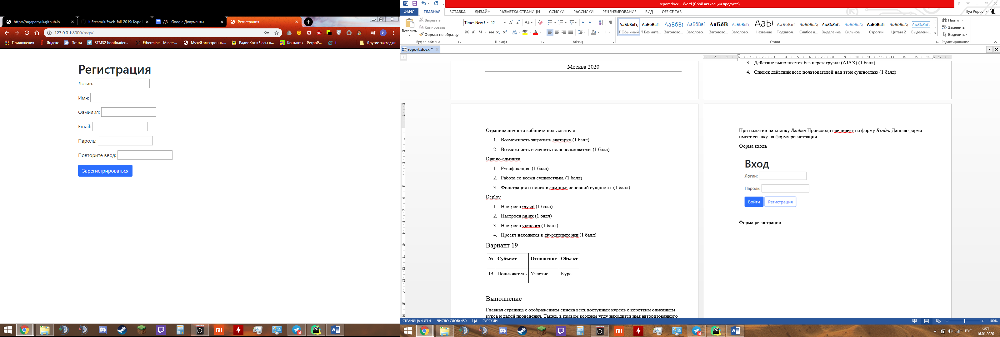 https://ugapanyuk.github.io
iu5team/iu5web-fall-2019: Курс
ДЗ - Google Документы
Регистрация
127.0.0.1:8000/regs/
Приложения
Яндекс
Почта
STM32 bootloader...
Ethermine - Miners...
Музей электронны...
РадиоКот :: Часы н...
Контакты - РетроР...
i
Другие закладки
Регистрация
Логин:
Имя:
Фамилия:
Email:
Пароль:
Повторите ввод:
Зарегистрироваться
report.docx - Word (Сбой активации продукта)
ФАЙЛ
ГЛАВНАЯ
ВСТАВКА
ДИЗАЙН
РАЗМЕТКА СТРАНИЦЫ
ССЫЛКИ
РАССЫЛКИ
РЕЦЕНЗИРОВАНИЕ
ВИД
OFFICE TAB
Ilya Popov
Вставить
Вырезать
Копировать
Формат по образцу
Буфер обмена
Times New R
12
Шрифт
Абзац
АаБбВвГг,
АаБбВвГг,
АаБбВ
АаБбВвГ
АаБбВ
АаБбВвГг,
АаЬ
АаБбВвГ
АаБбВвГг
АаБбВвГг
АаБбВвГг
АаБбВвГг,
АаБбВвГг
АаБбВвГг
¶ Обычный
¶ Без инте...
Заголово...
Заголово...
Заголово...
Заголово...
Название
Подзагол...
Слабое в...
Выделение
Сильное...
Строгий
Цитата 2
Выделенн...
Стили
Найти
Заменить
Выделить
Редактирование
report.docx *
Москва 2020
3. Действие выполняется без перезагрузки (AJAX) (1 балл)
4. Список действий всех пользователей над этой сущностью (1 балл)
Страница личного кабинета пользователя
1. Возможность загрузить аватарку (1 балл)
2. Возможность изменить поля пользователя (1 балл)
Django-админка
1. Русификация. (1 балл)
2. Работа со всеми сущностями. (1 балл)
3. Фильтрация и поиск в админке основной сущности. (1 балл)
Deploy
1. Настроен mysql (1 балл)
2. Настроен nginx (1 балл)
3. Настроен gunicorn (1 балл)
4. Проект находится в git-репозитории (1 балл)
Вариант 19
№ Субъект Отношение Объект
19 Пользователь Участие Курс
Выполнение
Главная страница с отображением списка всех доступных курсов с коротким описанием
курса и датой проведения. Также, в правом верхнем углу находится имя авторизованного
При нажатии на кнопку Выйти Происходит редирект на форму Входа. Данная форма
имеет ссылку на форму регистрации
Форма входа
Вход
Логин:
Пароль:
Войти
Регистрация
Форма регистрации
СТРАНИЦА 4 ИЗ 4
ЧИСЛО СЛОВ: 450
РУССКИЙ
100%
РУС
0:01
16.01.2020